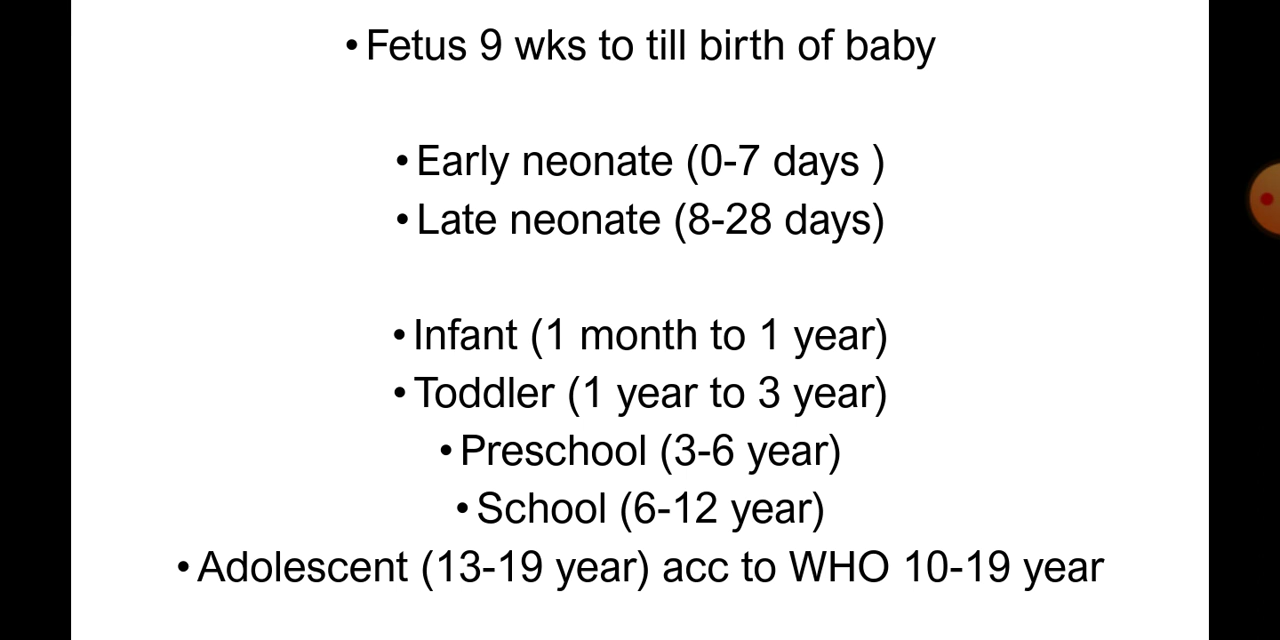 • Fetus 9 wks to till birth of baby
• Early neonate (0-7 days )
• Late neonate (8-28 days)
• Infant (1 month to 1 year)
• Toddler (1 year to 3 year)
• Preschool (3-6 year)
• School (6-12 year)
• Adolescent (13-19 year) acc to WHO 10-19 year